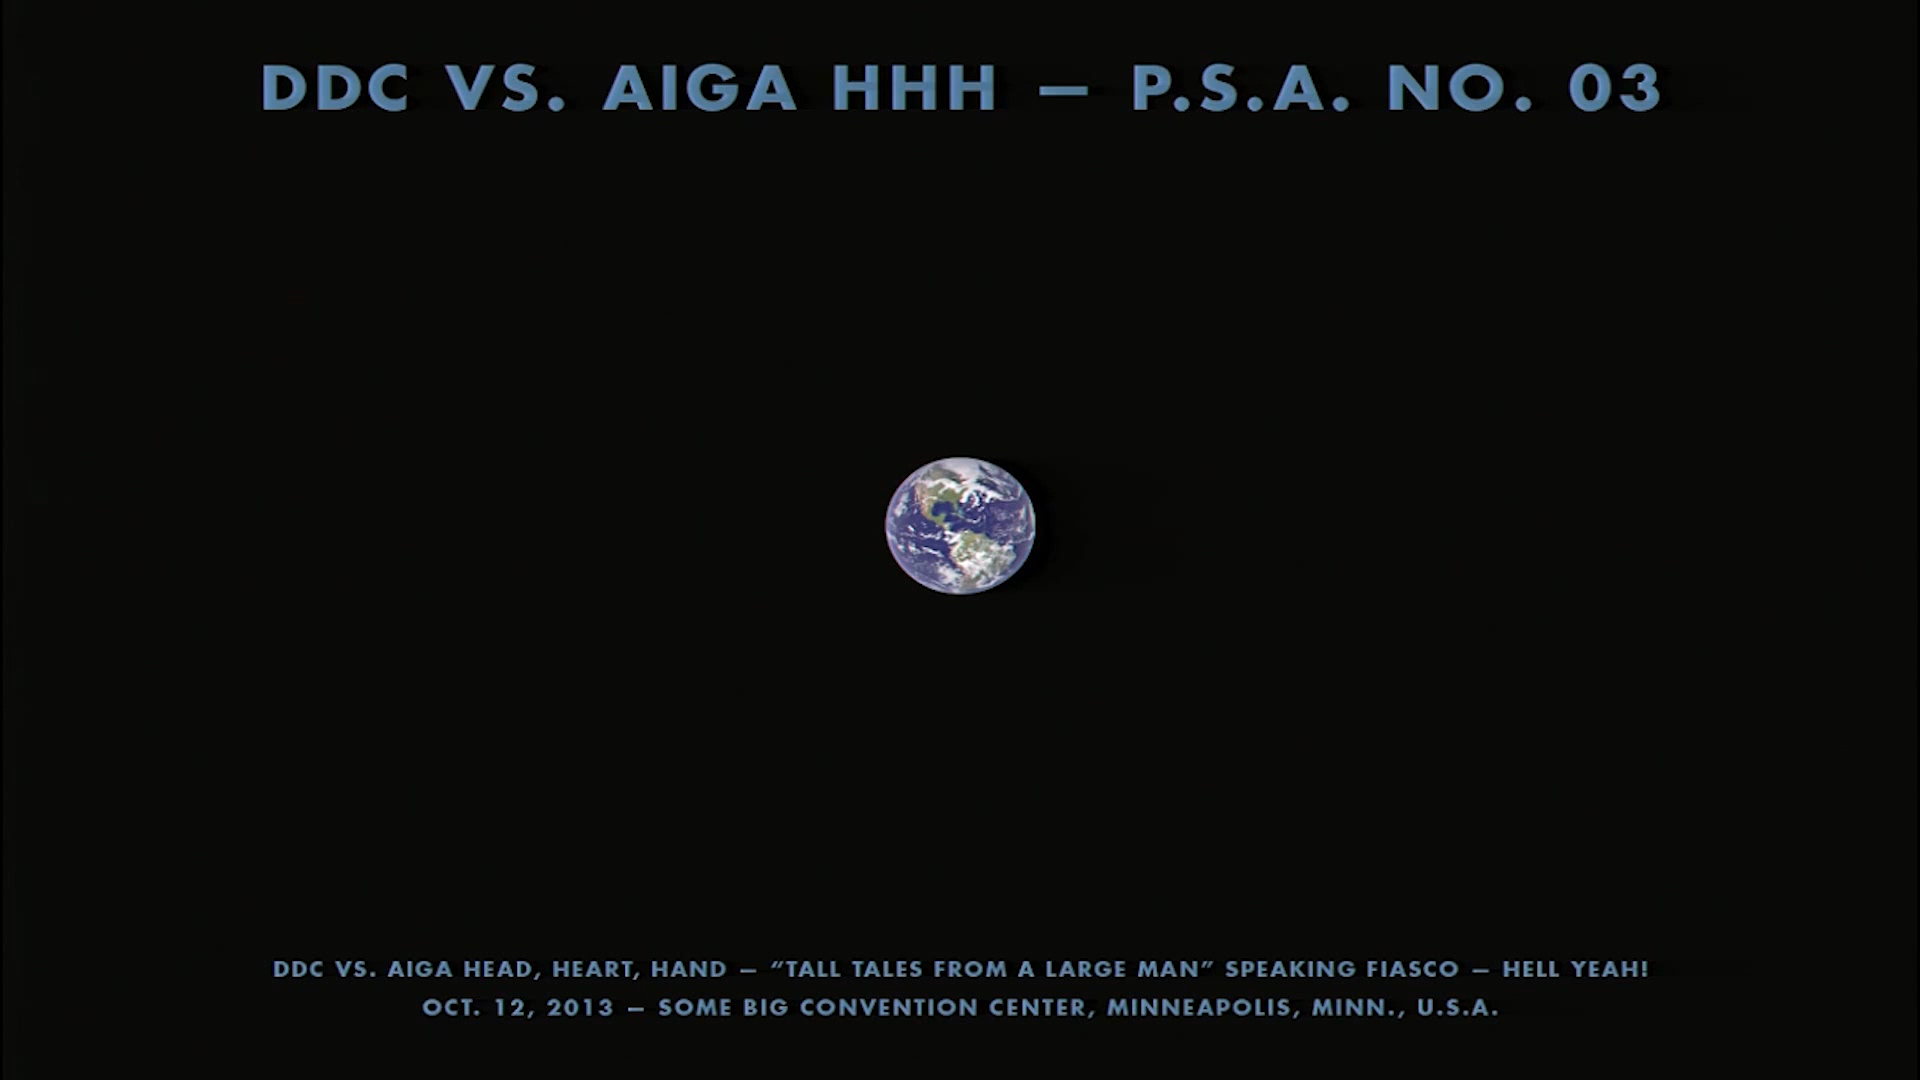 DDC VS. AIGA HHH – P.S.A. NO. 03
DDC VS. AIGA HEAD, HEART, HAND – “TALL TALES FROM A LARGE MAN” SPEAKING FIASCO – HELL YEAH!
OCT. 12, 2013 – SOME BIG CONVENTION CENTER, MINNEAPOLIS, MINN., U.S.A.